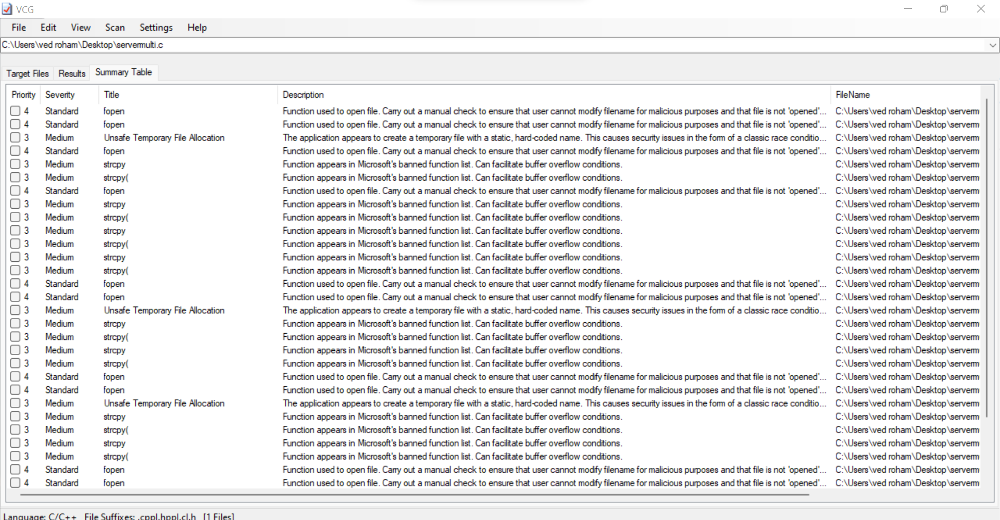 VCG
File Edit View Scan Settings Help
C:\Users\ved roham\Desktop\servermulti.c
Target Files Results Summary Table
Priority Severity Title Description FileName
4 Standard fopen Function used to open file. Carry out a manual check to ensure that user cannot modify filename for malicious purposes and that file is not 'opened'... C:\Users\ved roham\Desktop\serverm
4 Standard fopen Function used to open file. Carry out a manual check to ensure that user cannot modify filename for malicious purposes and that file is not 'opened'... C:\Users\ved roham\Desktop\serverm
3 Medium Unsafe Temporary File Allocation The application appears to create a temporary file with a static, hard-coded name. This causes security issues in the form of a classic race conditio... C:\Users\ved roham\Desktop\serverm
4 Standard fopen Function used to open file. Carry out a manual check to ensure that user cannot modify filename for malicious purposes and that file is not 'opened'... C:\Users\ved roham\Desktop\serverm
3 Medium strcpy Function appears in Microsoft's banned function list. Can facilitate buffer overflow conditions. C:\Users\ved roham\Desktop\serverm
3 Medium strcpy( Function appears in Microsoft's banned function list. Can facilitate buffer overflow conditions. C:\Users\ved roham\Desktop\serverm
4 Standard fopen Function used to open file. Carry out a manual check to ensure that user cannot modify filename for malicious purposes and that file is not 'opened'... C:\Users\ved roham\Desktop\serverm
3 Medium strcpy Function appears in Microsoft's banned function list. Can facilitate buffer overflow conditions. C:\Users\ved roham\Desktop\serverm
3 Medium strcpy( Function appears in Microsoft's banned function list. Can facilitate buffer overflow conditions. C:\Users\ved roham\Desktop\serverm
3 Medium strcpy Function appears in Microsoft's banned function list. Can facilitate buffer overflow conditions. C:\Users\ved roham\Desktop\serverm
3 Medium strcpy( Function appears in Microsoft's banned function list. Can facilitate buffer overflow conditions. C:\Users\ved roham\Desktop\serverm
3 Medium strcpy Function appears in Microsoft's banned function list. Can facilitate buffer overflow conditions. C:\Users\ved roham\Desktop\serverm
3 Medium strcpy( Function appears in Microsoft's banned function list. Can facilitate buffer overflow conditions. C:\Users\ved roham\Desktop\serverm
4 Standard fopen Function used to open file. Carry out a manual check to ensure that user cannot modify filename for malicious purposes and that file is not 'opened'... C:\Users\ved roham\Desktop\serverm
4 Standard fopen Function used to open file. Carry out a manual check to ensure that user cannot modify filename for malicious purposes and that file is not 'opened'... C:\Users\ved roham\Desktop\serverm
3 Medium Unsafe Temporary File Allocation The application appears to create a temporary file with a static, hard-coded name. This causes security issues in the form of a classic race conditio... C:\Users\ved roham\Desktop\serverm
3 Medium strcpy Function appears in Microsoft's banned function list. Can facilitate buffer overflow conditions. C:\Users\ved roham\Desktop\serverm
3 Medium strcpy( Function appears in Microsoft's banned function list. Can facilitate buffer overflow conditions. C:\Users\ved roham\Desktop\serverm
3 Medium strcpy Function appears in Microsoft's banned function list. Can facilitate buffer overflow conditions. C:\Users\ved roham\Desktop\serverm
3 Medium strcpy( Function appears in Microsoft's banned function list. Can facilitate buffer overflow conditions. C:\Users\ved roham\Desktop\serverm
4 Standard fopen Function used to open file. Carry out a manual check to ensure that user cannot modify filename for malicious purposes and that file is not 'opened'... C:\Users\ved roham\Desktop\serverm
4 Standard fopen Function used to open file. Carry out a manual check to ensure that user cannot modify filename for malicious purposes and that file is not 'opened'... C:\Users\ved roham\Desktop\serverm
3 Medium Unsafe Temporary File Allocation The application appears to create a temporary file with a static, hard-coded name. This causes security issues in the form of a classic race conditio... C:\Users\ved roham\Desktop\serverm
3 Medium strcpy Function appears in Microsoft's banned function list. Can facilitate buffer overflow conditions. C:\Users\ved roham\Desktop\serverm
3 Medium strcpy( Function appears in Microsoft's banned function list. Can facilitate buffer overflow conditions. C:\Users\ved roham\Desktop\serverm
3 Medium strcpy Function appears in Microsoft's banned function list. Can facilitate buffer overflow conditions. C:\Users\ved roham\Desktop\serverm
3 Medium strcpy( Function appears in Microsoft's banned function list. Can facilitate buffer overflow conditions. C:\Users\ved roham\Desktop\serverm
4 Standard fopen Function used to open file. Carry out a manual check to ensure that user cannot modify filename for malicious purposes and that file is not 'opened'... C:\Users\ved roham\Desktop\serverm
4 Standard fopen Function used to open file. Carry out a manual check to ensure that user cannot modify filename for malicious purposes and that file is not 'opened'... C:\Users\ved roham\Desktop\serverm
Language: C/C++ File Suffixes: .cpp|.hpp|.c|.h [1 Files]